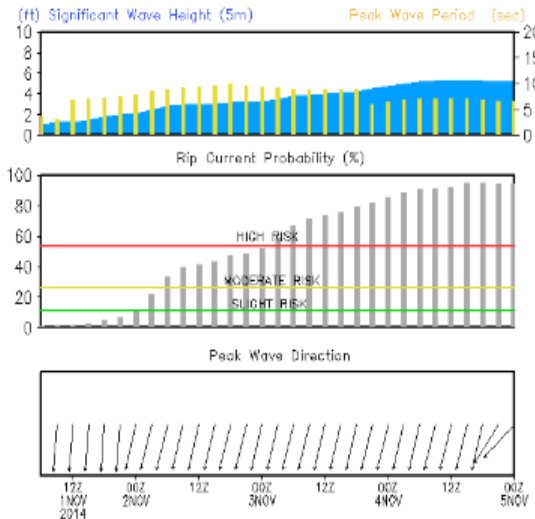 (ft) Significant Wave Height (5m) Peak Wave Period (sec)
10 20
8 15
6
4 10
2 5
0 0
Rip Current Probability (%)
100
80
60
HIGH RISK
40
MODERATE RISK
20
SLIGHT RISK
0
Peak Wave Direction
12Z 00Z 12Z 00Z 12Z 00Z 12Z 00Z
1NOV 2NOV 3NOV 4NOV 5NOV
2014